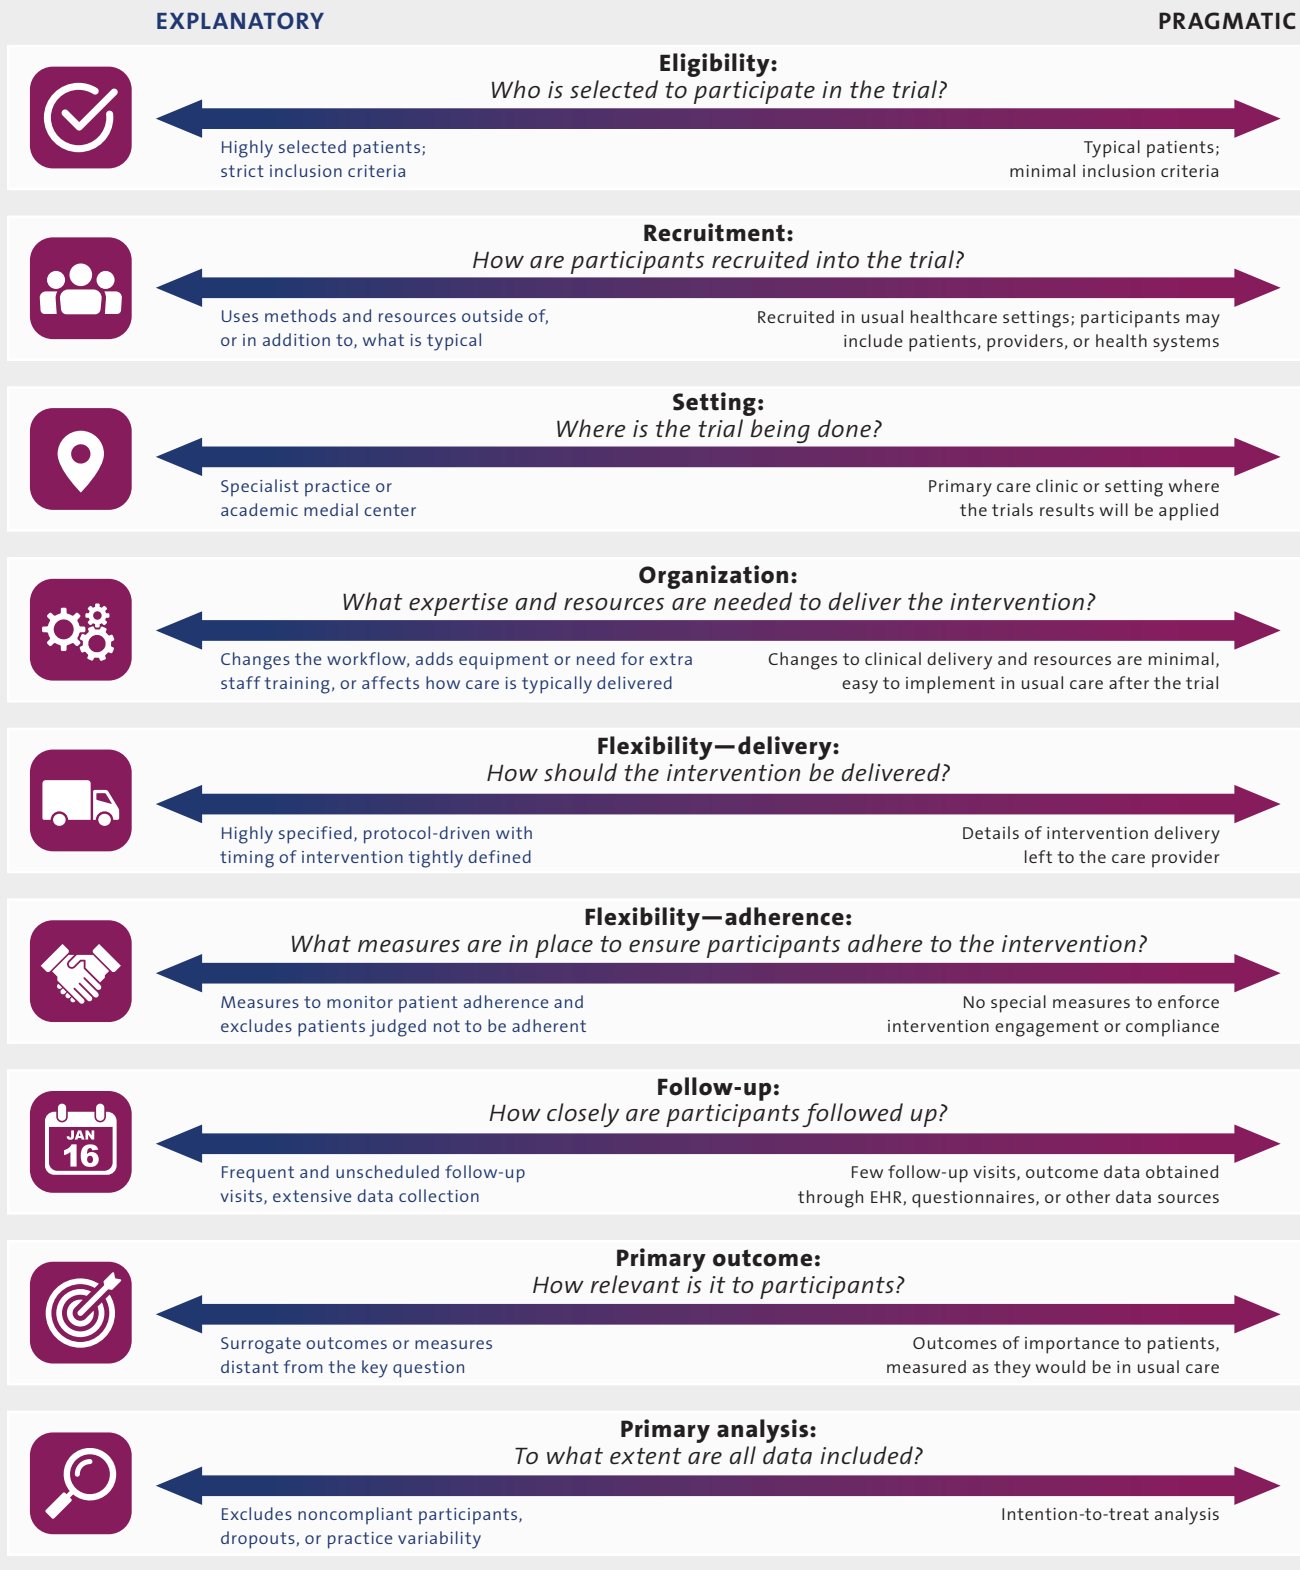 EXPLANATORY
PRAGMATIC
Eligibility:
Who is selected to participate in the trial?
Highly selected patients;
strict inclusion criteria
Typical patients;
minimal inclusion criteria
Recruitment:
How are participants recruited into the trial?
Uses methods and resources outside of,
or in addition to, what is typical
Recruited in usual healthcare settings; participants may
include patients, providers, or health systems
Setting:
Where is the trial being done?
Specialist practice or
academic medial center
Primary care clinic or setting where
the trials results will be applied
Organization:
What expertise and resources are needed to deliver the intervention?
Changes the workflow, adds equipment or need for extra
staff training, or affects how care is typically delivered
Changes to clinical delivery and resources are minimal,
easy to implement in usual care after the trial
Flexibility—delivery:
How should the intervention be delivered?
Highly specified, protocol-driven with
timing of intervention tightly defined
Details of intervention delivery
left to the care provider
Flexibility—adherence:
What measures are in place to ensure participants adhere to the intervention?
Measures to monitor patient adherence and
excludes patients judged not to be adherent
No special measures to enforce
intervention engagement or compliance
JAN
16
Follow-up:
How closely are participants followed up?
Frequent and unscheduled follow-up
visits, extensive data collection
Few follow-up visits, outcome data obtained
through EHR, questionnaires, or other data sources
Primary outcome:
How relevant is it to participants?
Surrogate outcomes or measures
distant from the key question
Outcomes of importance to patients,
measured as they would be in usual care
Primary analysis:
To what extent are all data included?
Excludes noncompliant participants,
dropouts, or practice variability
Intention-to-treat analysis